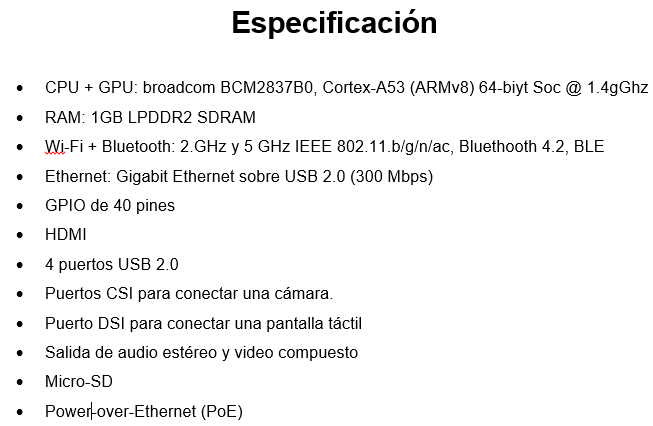 Especificación
• CPU + GPU: broadcom BCM2837B0, Cortex-A53 (ARMv8) 64-biyt Soc @ 1.4gGhz
• RAM: 1GB LPDDR2 SDRAM
• Wi-Fi + Bluetooth: 2.GHz y 5 GHz IEEE 802.11.b/g/n/ac, Bluethooth 4.2, BLE
• Ethernet: Gigabit Ethernet sobre USB 2.0 (300 Mbps)
• GPIO de 40 pines
• HDMI
• 4 puertos USB 2.0
• Puertos CSI para conectar una cámara.
• Puerto DSI para conectar una pantalla táctil
• Salida de audio estéreo y video compuesto
• Micro-SD
• Power-over-Ethernet (PoE)